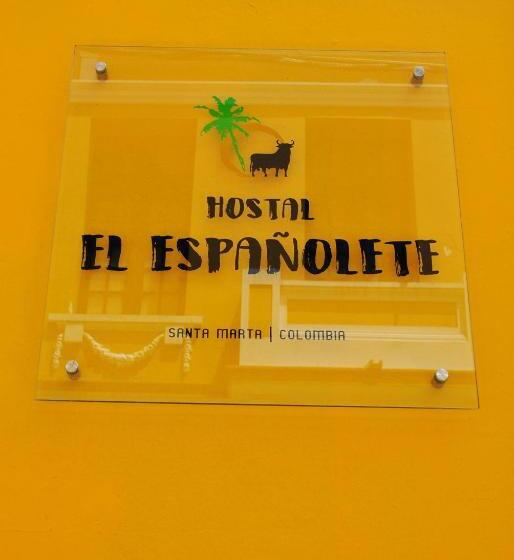 HOSTAL
EL ESPAÑOLETE
SANTA MARTA | COLOMBIA